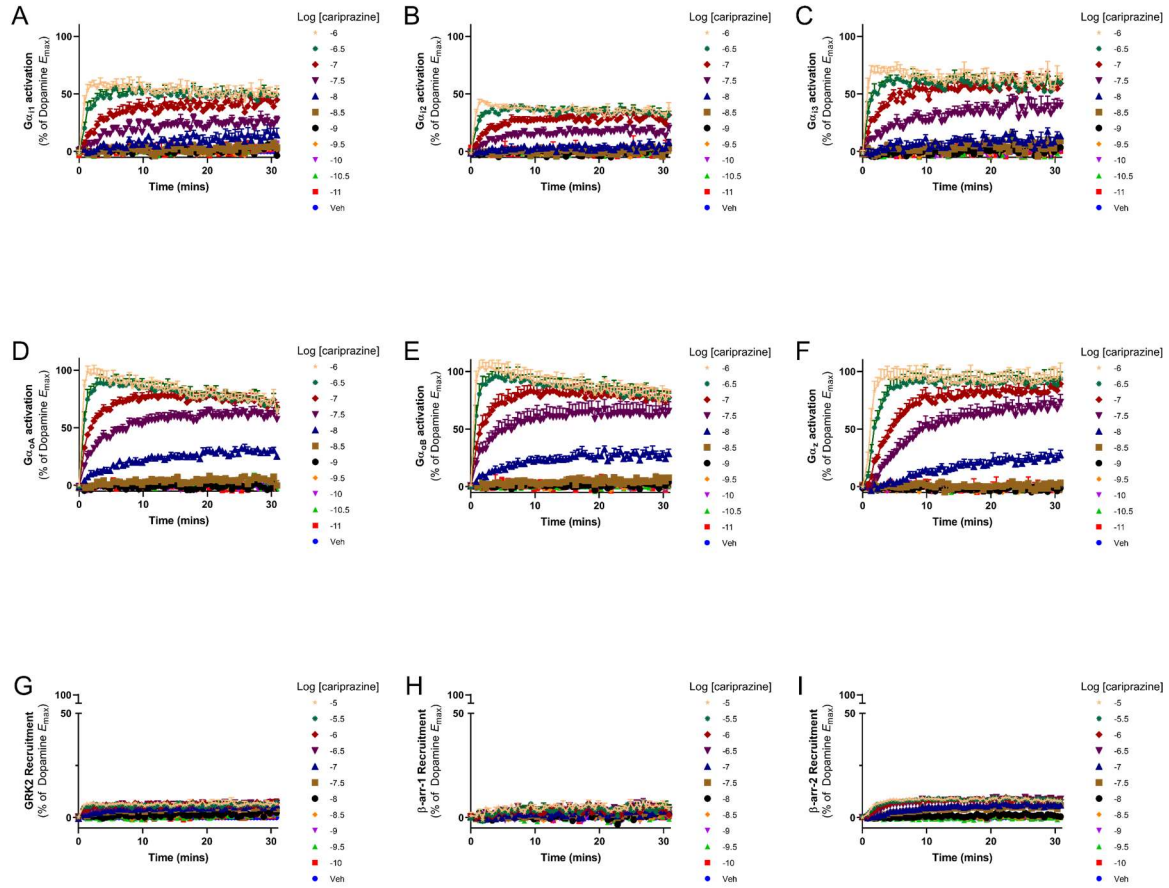 A
Gαi1 activation
(% of Dopamine Emax)
100
50
0
0 10 20 30
Time (mins)
Log [cariprazine]
-6
-6.5
-7
-7.5
-8
-8.5
-9
-9.5
-10
-10.5
-11
Veh
B
Gαi2 activation
(% of Dopamine Emax)
100
50
0
0 10 20 30
Time (mins)
Log [cariprazine]
-6
-6.5
-7
-7.5
-8
-8.5
-9
-9.5
-10
-10.5
-11
Veh
C
Gαi3 activation
(% of Dopamine Emax)
100
50
0
0 10 20 30
Time (mins)
Log [cariprazine]
-6
-6.5
-7
-7.5
-8
-8.5
-9
-9.5
-10
-10.5
-11
Veh
D
GαoA activation
(% of Dopamine Emax)
100
50
0
0 10 20 30
Time (mins)
Log [cariprazine]
-6
-6.5
-7
-7.5
-8
-8.5
-9
-9.5
-10
-10.5
-11
Veh
E
GαoB activation
(% of Dopamine Emax)
100
50
0
0 10 20 30
Time (mins)
Log [cariprazine]
-6
-6.5
-7
-7.5
-8
-8.5
-9
-9.5
-10
-10.5
-11
Veh
F
Gαz activation
(% of Dopamine Emax)
100
50
0
0 10 20 30
Time (mins)
Log [cariprazine]
-6
-6.5
-7
-7.5
-8
-8.5
-9
-9.5
-10
-10.5
-11
Veh
G
GRK2 Recruitment
(% of Dopamine Emax)
100
50
0
0 10 20 30
Time (mins)
Log [cariprazine]
-5
-5.5
-6
-6.5
-7
-7.5
-8
-8.5
-9
-9.5
-10
Veh
H
β-arr-1 Recruitment
(% of Dopamine Emax)
100
50
0
0 10 20 30
Time (mins)
Log [cariprazine]
-5
-5.5
-6
-6.5
-7
-7.5
-8
-8.5
-9
-9.5
-10
Veh
I
β-arr-2 Recruitment
(% of Dopamine Emax)
100
50
0
0 10 20 30
Time (mins)
Log [cariprazine]
-5
-5.5
-6
-6.5
-7
-7.5
-8
-8.5
-9
-9.5
-10
Veh